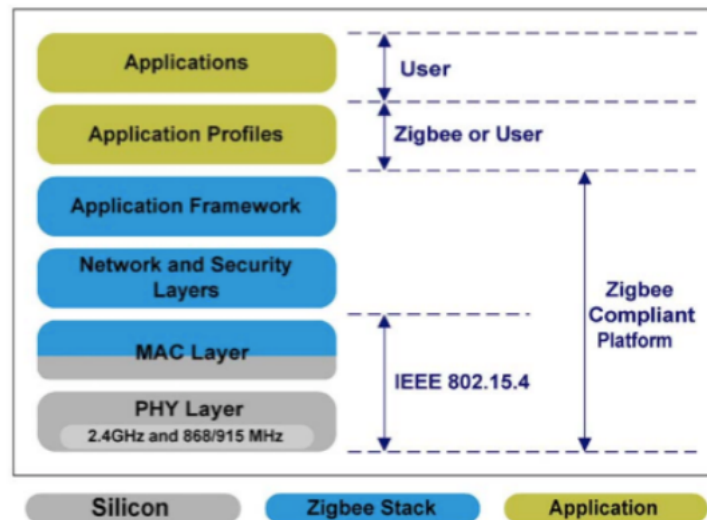 Applications
User
Application Profiles
Zigbee or User
Application Framework
Network and Security
Layers
Zigbee
Compliant
Platform
MAC Layer
IEEE 802.15.4
PHY Layer
2.4GHz and 868/915 MHz
Silicon
Zigbee Stack
Application